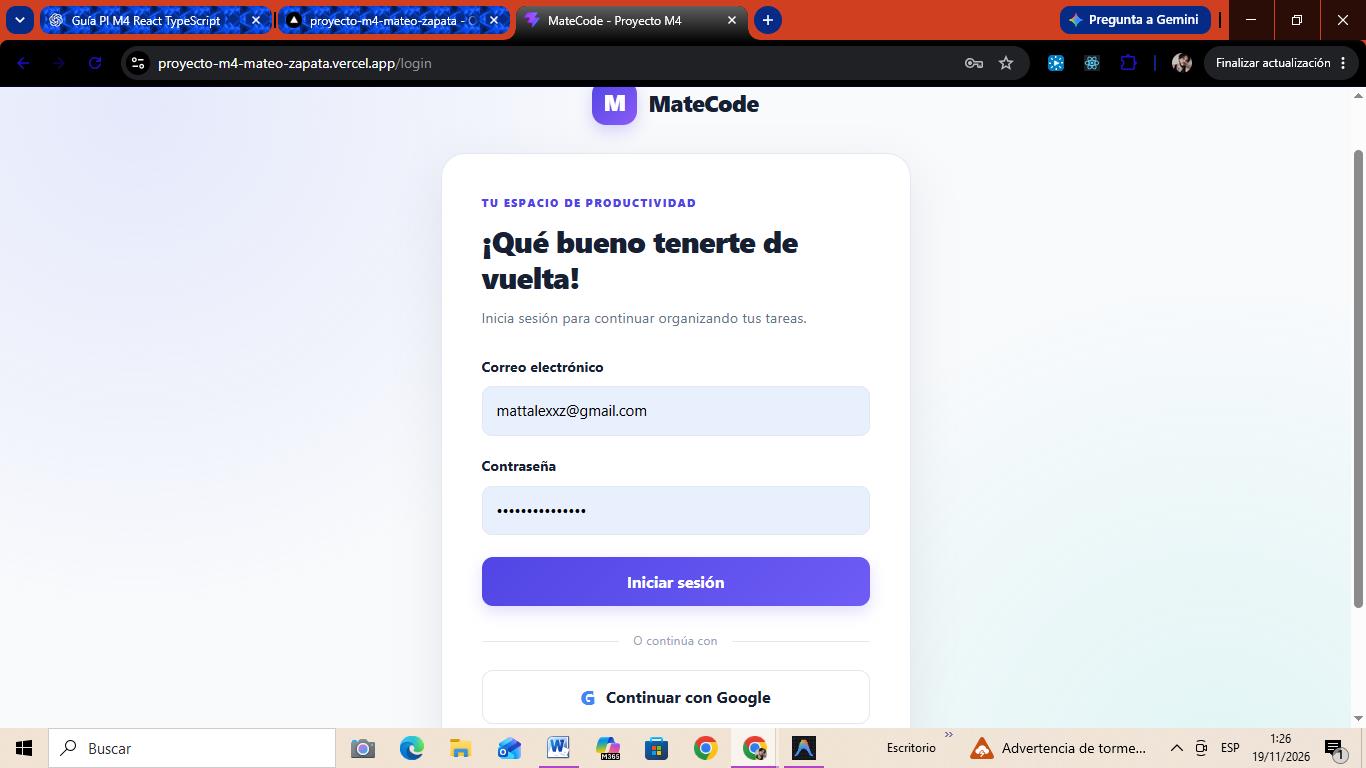 Guía PI M4 React TypeScript
proyecto-m4-mateo-zapata - C
MateCode - Proyecto M4
Pregunta a Gemini
proyecto-m4-mateo-zapata.vercel.app/login
Finalizar actualización
M MateCode
TU ESPACIO DE PRODUCTIVIDAD
¡Qué bueno tenerte de
vuelta!
Inicia sesión para continuar organizando tus tareas.
Correo electrónico
mattalexxz@gmail.com
Contraseña
•••••••••••••••
Iniciar sesión
O continúa con
G Continuar con Google
Buscar
M365
Escritorio
»
Advertencia de torme...
ESP
1:26
19/11/2026
1